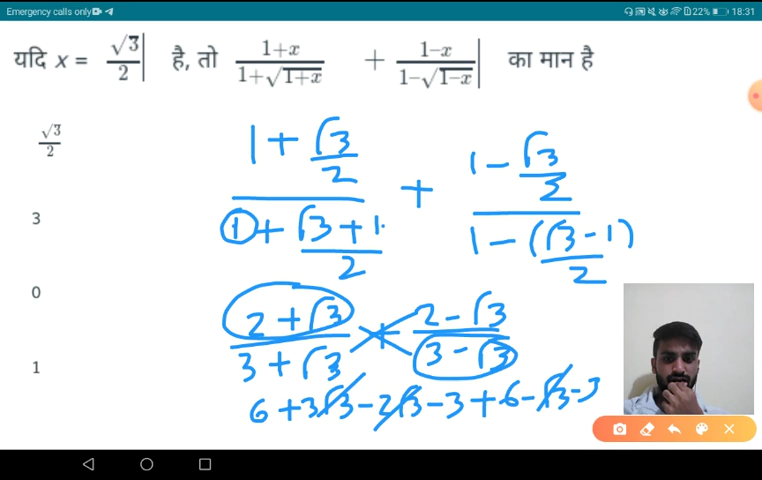 Emergency calls only 22% 18:31
यदि x = √3/2 है, तो (1+x)/(1+√(1+x)) + (1−x)/(1−√(1−x)) का मान है
√3/2
3
0
1
(1 + √3/2)/(1 + (√3 + 1)/2) + (1 − √3/2)/(1 − (√3 − 1)/2)
(2 + √3)/(3 + √3) + (2 − √3)/(3 − √3)
6 + 3√3 − 2√3 − 3 + 6 − √3 − 3